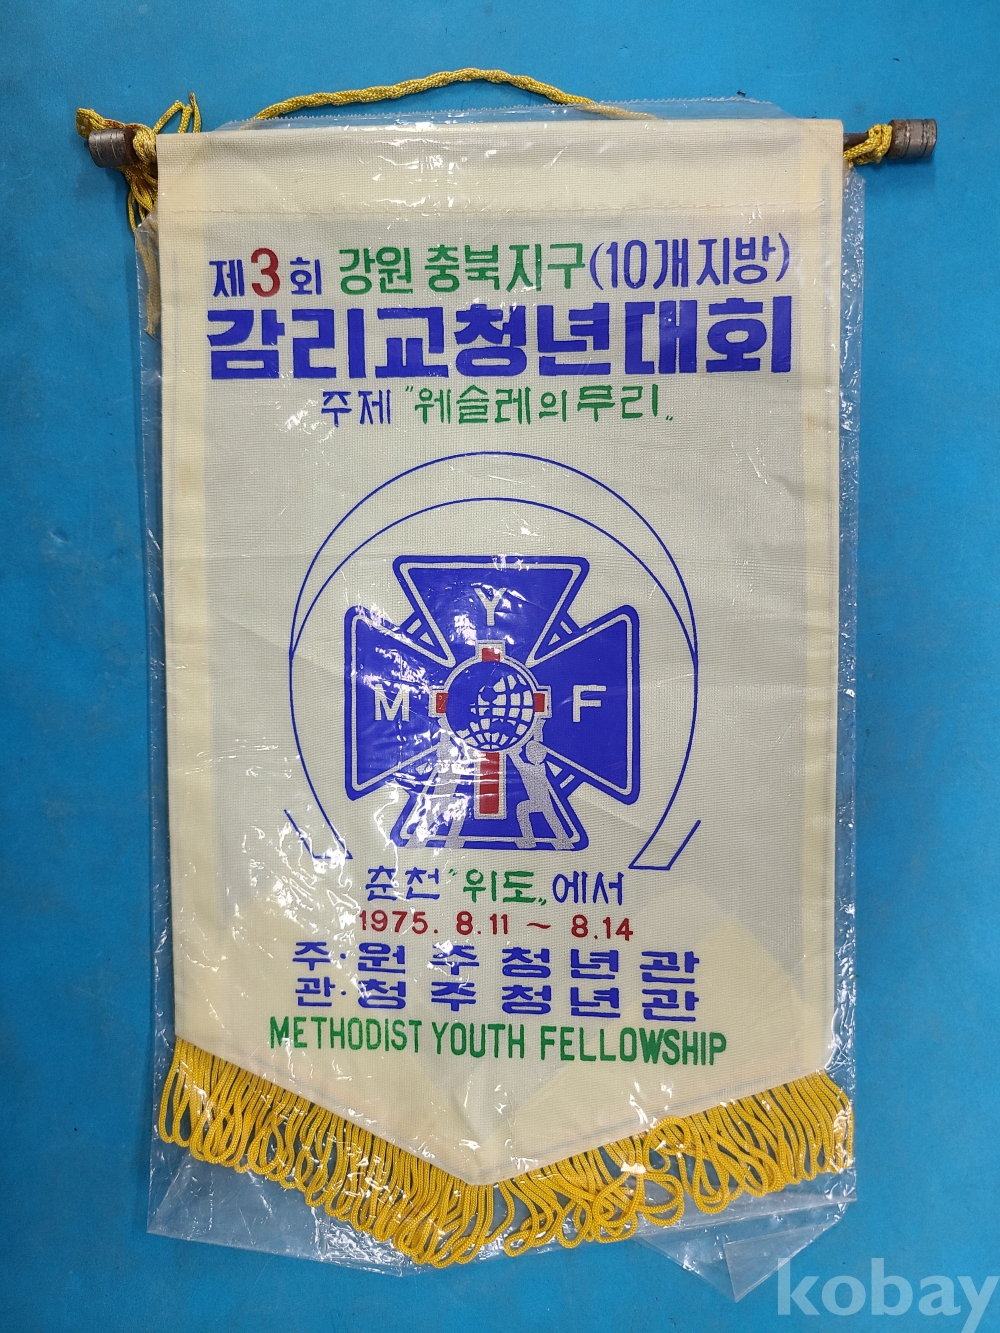 제3회 강원 충북지구(10개지방)
감리교청년대회
주제 "웨슬레의무리"
Y
M F
춘천 "위도" 에서
1975. 8.11 ~ 8.14
주·원주청년관
관·청주청년관
METHODIST YOUTH FELLOWSHIP
kobay